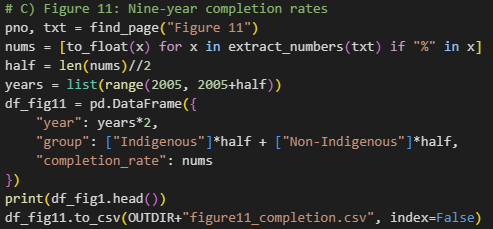 # C) Figure 11: Nine-year completion rates
pno, txt = find_page("Figure 11")
nums = [to_float(x) for x in extract_numbers(txt) if "%" in x]
half = len(nums)//2
years = list(range(2005, 2005+half))
df_fig11 = pd.DataFrame({
    "year": years*2,
    "group": ["Indigenous"]*half + ["Non-Indigenous"]*half,
    "completion_rate": nums
})
print(df_fig1.head())
df_fig11.to_csv(OUTDIR+"figure11_completion.csv", index=False)